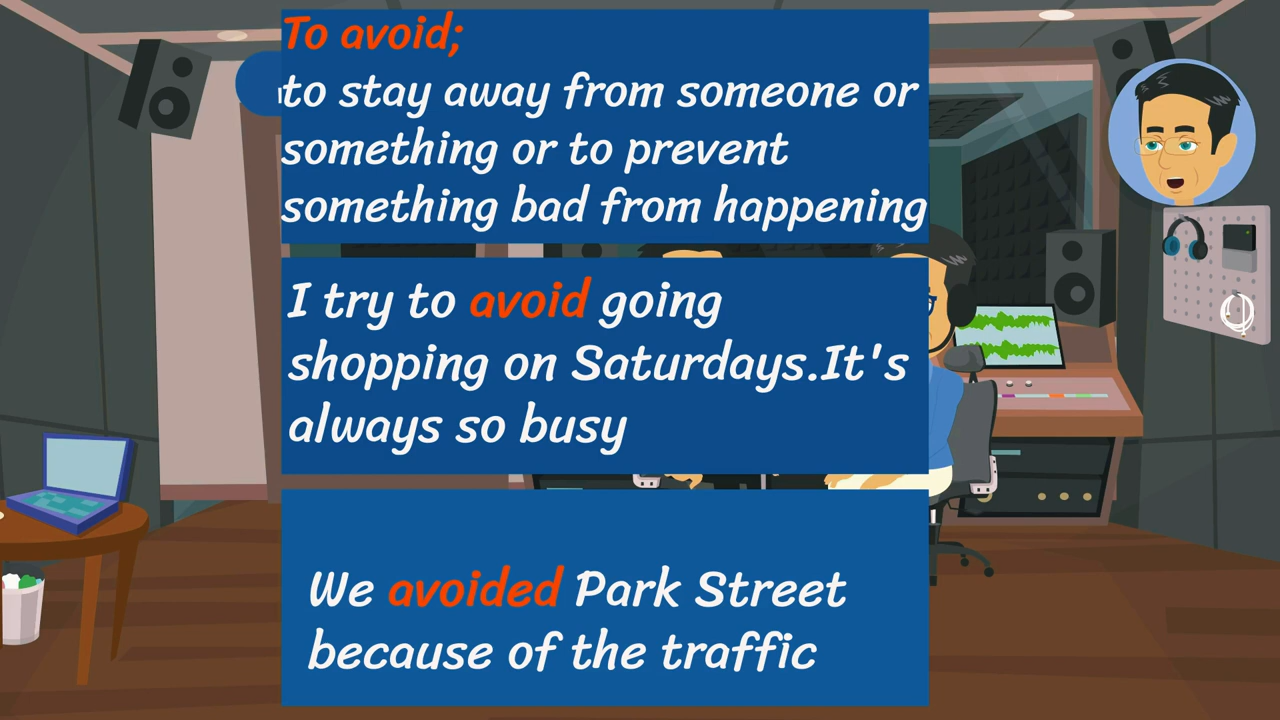 To avoid;
to stay away from someone or
something or to prevent
something bad from happening
I try to avoid going
shopping on Saturdays.It's
always so busy
We avoided Park Street
because of the traffic